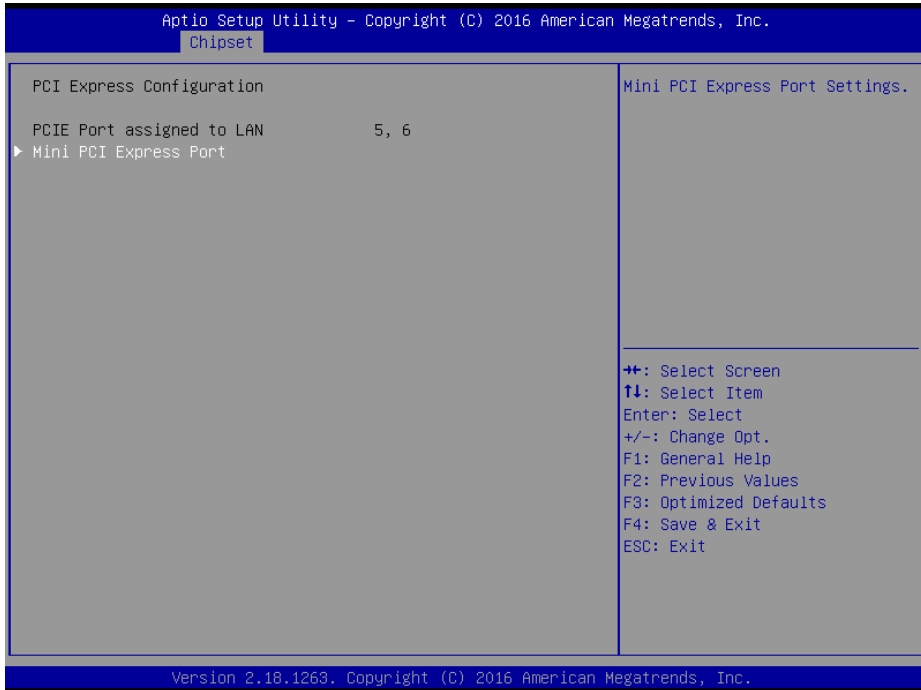 Aptio Setup Utility – Copyright (C) 2016 American Megatrends, Inc.
Chipset
PCI Express Configuration
PCIE Port assigned to LAN 5, 6
▶ Mini PCI Express Port
Mini PCI Express Port Settings.
→←: Select Screen
↑↓: Select Item
Enter: Select
+/-: Change Opt.
F1: General Help
F2: Previous Values
F3: Optimized Defaults
F4: Save & Exit
ESC: Exit
Version 2.18.1263. Copyright (C) 2016 American Megatrends, Inc.